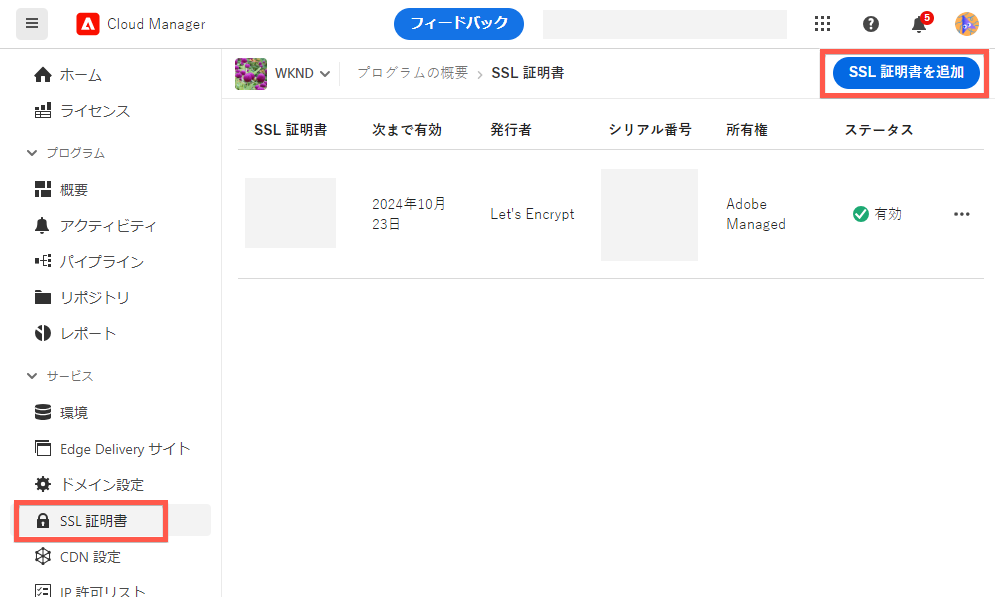 Cloud Manager
フィードバック
5
ホーム
ライセンス
プログラム
概要
アクティビティ
パイプライン
リポジトリ
レポート
サービス
環境
Edge Delivery サイト
ドメイン設定
SSL 証明書
CDN 設定
IP 許可リスト
WKND
プログラムの概要 › SSL 証明書
SSL 証明書を追加
SSL 証明書 次まで有効 発行者 シリアル番号 所有権 ステータス
2024年10月
23日
Let's Encrypt
Adobe
Managed
有効